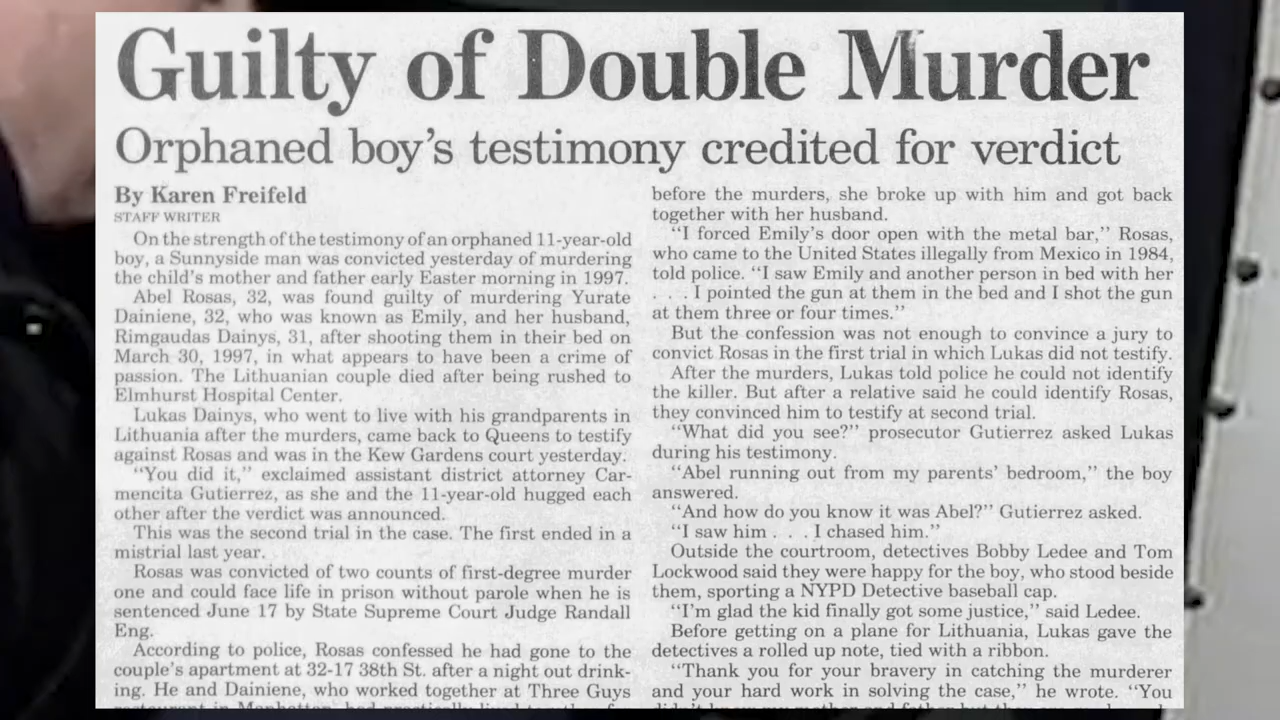 Guilty of Double Murder
Orphaned boy's testimony credited for verdict
By Karen Freifeld
STAFF WRITER
On the strength of the testimony of an orphaned 11-year-old
boy, a Sunnyside man was convicted yesterday of murdering
the child's mother and father early Easter morning in 1997.
Abel Rosas, 32, was found guilty of murdering Yurate
Dainiene, 32, who was known as Emily, and her husband,
Rimgaudas Dainys, 31, after shooting them in their bed on
March 30, 1997, in what appears to have been a crime of
passion. The Lithuanian couple died after being rushed to
Elmhurst Hospital Center.
Lukas Dainys, who went to live with his grandparents in
Lithuania after the murders, came back to Queens to testify
against Rosas and was in the Kew Gardens court yesterday.
"You did it," exclaimed assistant district attorney Car-
mencita Gutierrez, as she and the 11-year-old hugged each
other after the verdict was announced.
This was the second trial in the case. The first ended in a
mistrial last year.
Rosas was convicted of two counts of first-degree murder
one and could face life in prison without parole when he is
sentenced June 17 by State Supreme Court Judge Randall
Eng.
According to police, Rosas confessed he had gone to the
couple's apartment at 32-17 38th St. after a night out drink-
ing. He and Dainiene, who worked together at Three Guys
before the murders, she broke up with him and got back
together with her husband.
"I forced Emily's door open with the metal bar," Rosas,
who came to the United States illegally from Mexico in 1984,
told police. "I saw Emily and another person in bed with her
. . . I pointed the gun at them in the bed and I shot the gun
at them three or four times."
But the confession was not enough to convince a jury to
convict Rosas in the first trial in which Lukas did not testify.
After the murders, Lukas told police he could not identify
the killer. But after a relative said he could identify Rosas,
they convinced him to testify at second trial.
"What did you see?" prosecutor Gutierrez asked Lukas
during his testimony.
"Abel running out from my parents' bedroom," the boy
answered.
"And how do you know it was Abel?" Gutierrez asked.
"I saw him . . . I chased him."
Outside the courtroom, detectives Bobby Ledee and Tom
Lockwood said they were happy for the boy, who stood beside
them, sporting a NYPD Detective baseball cap.
"I'm glad the kid finally got some justice," said Ledee.
Before getting on a plane for Lithuania, Lukas gave the
detectives a rolled up note, tied with a ribbon.
"Thank you for your bravery in catching the murderer
and your hard work in solving the case," he wrote. "You